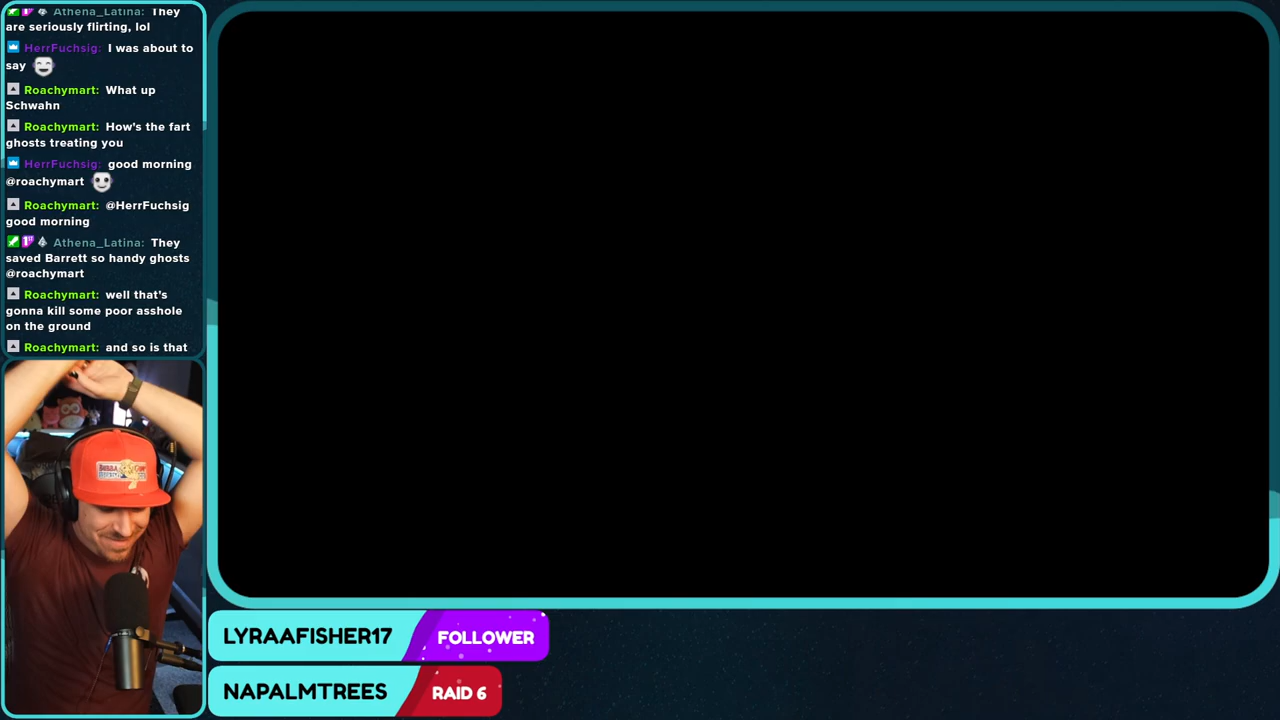 Athena_Latina: They
are seriously flirting, lol
HerrFuchsig: I was about to
say
Roachymart: What up
Schwahn
Roachymart: How's the fart
ghosts treating you
HerrFuchsig: good morning
@roachymart
Roachymart: @HerrFuchsig
good morning
Athena_Latina: They
saved Barrett so handy ghosts
@roachymart
Roachymart: well that's
gonna kill some poor asshole
on the ground
Roachymart: and so is that
LYRAAFISHER17 FOLLOWER
NAPALMTREES RAID 6